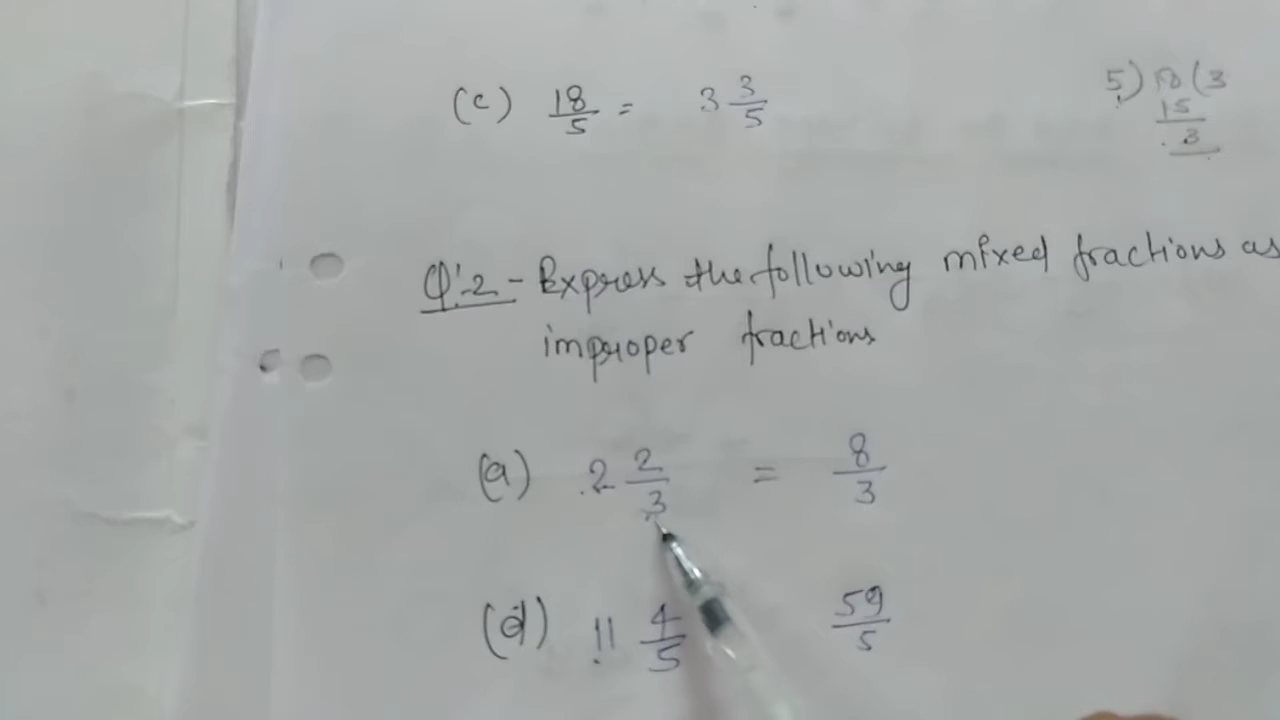 (c) 18/5 = 3 3/5
5) 18 (3
15
3
Q.2 - Express the following mixed fractions as
improper fractions
(a) 2 2/3 = 8/3
(d) 11 4/5 59/5